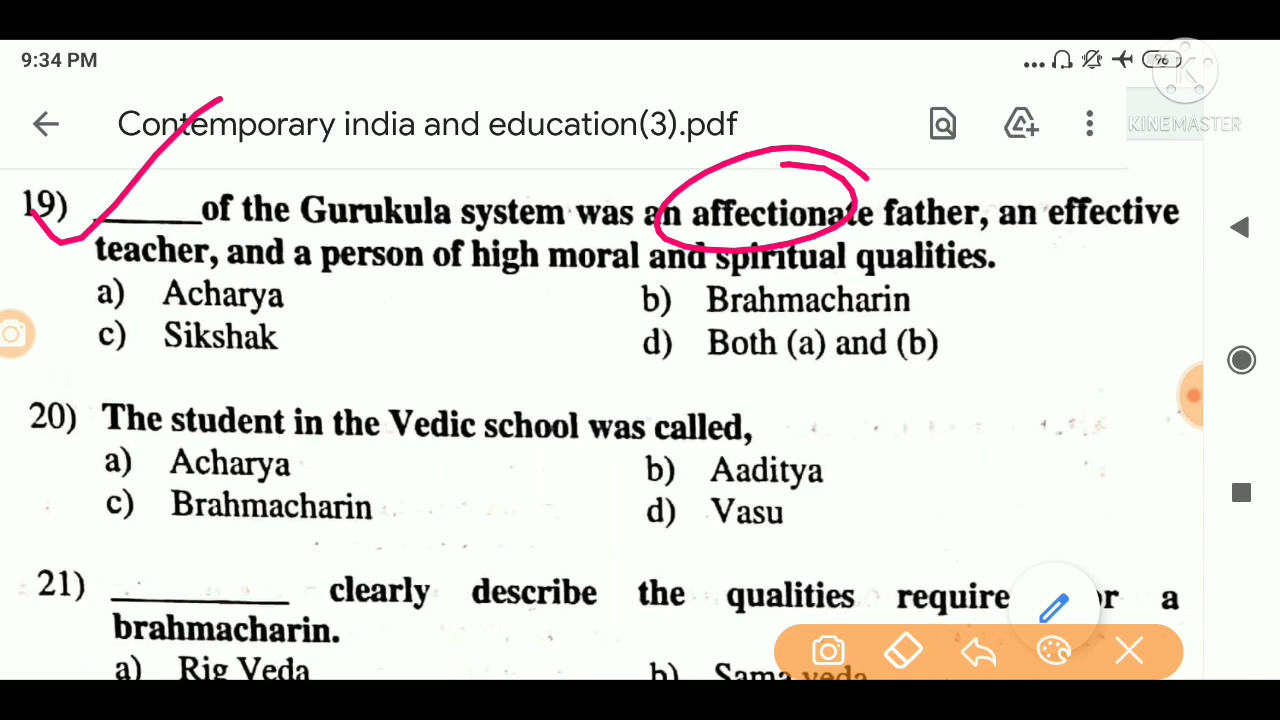 9:34 PM
Contemporary india and education(3).pdf
KINEMASTER
19) ______of the Gurukula system was an affectionate father, an effective
teacher, and a person of high moral and spiritual qualities.
a) Acharya b) Brahmacharin
c) Sikshak d) Both (a) and (b)
20) The student in the Vedic school was called,
a) Acharya b) Aaditya
c) Brahmacharin d) Vasu
21) __________ clearly describe the qualities require r a
brahmacharin.
a) Rig Veda b) Sama veda